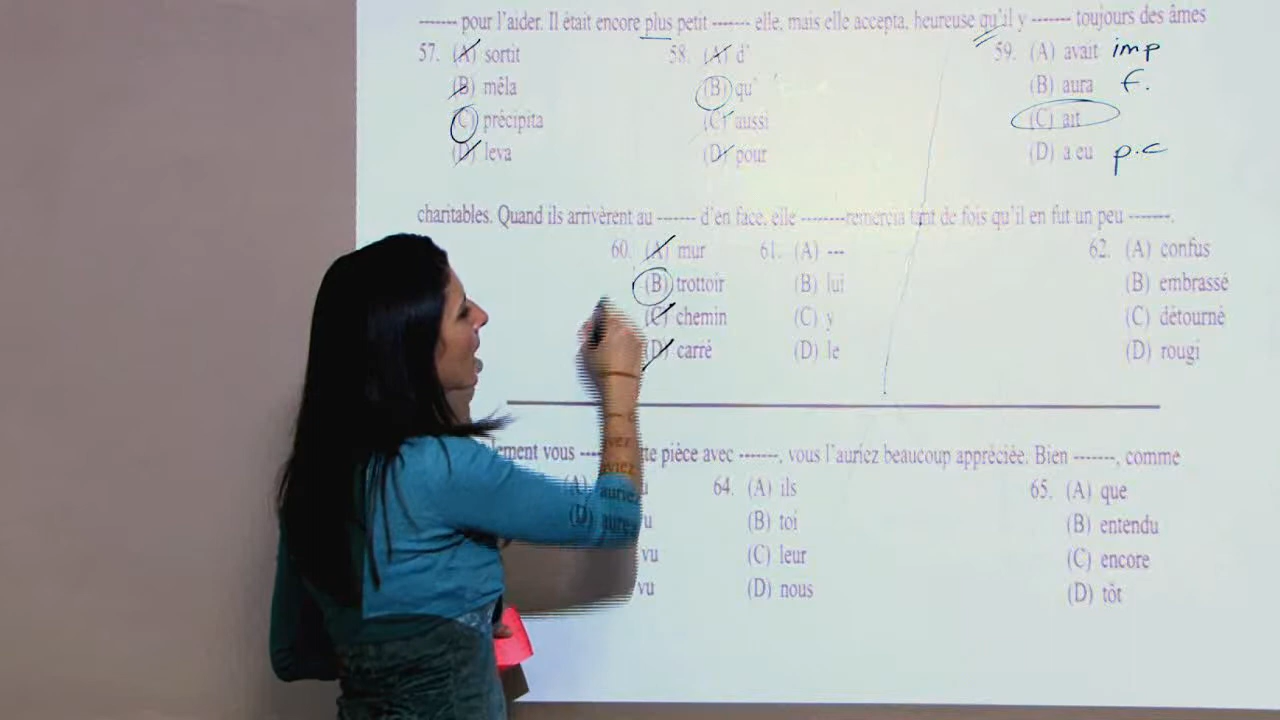 ------- pour l'aider. Il était encore plus petit ------- elle, mais elle accepta, heureuse qu'il y ------- toujours des âmes
57. (A) sortit 58. (A) d' 59. (A) avait imp
(B) mêla (B) qu' (B) aura F.
(C) précipita (C) aussi (C) ait
(D) leva (D) pour (D) a eu p.c
charitables. Quand ils arrivèrent au ------- d'en face, elle --------remercia tant de fois qu'il en fut un peu -------.
60. (A) mur 61. (A) --- 62. (A) confus
(B) trottoir (B) lui (B) embrassé
(C) chemin (C) y (C) détourné
(D) carré (D) le (D) rougi
vous pièce avec -------, vous l'auriez beaucoup appréciée. Bien -------, comme
(A) 64. (A) ils 65. (A) que
(B) toi (B) entendu
vu (C) leur (C) encore
vu (D) nous (D) tôt